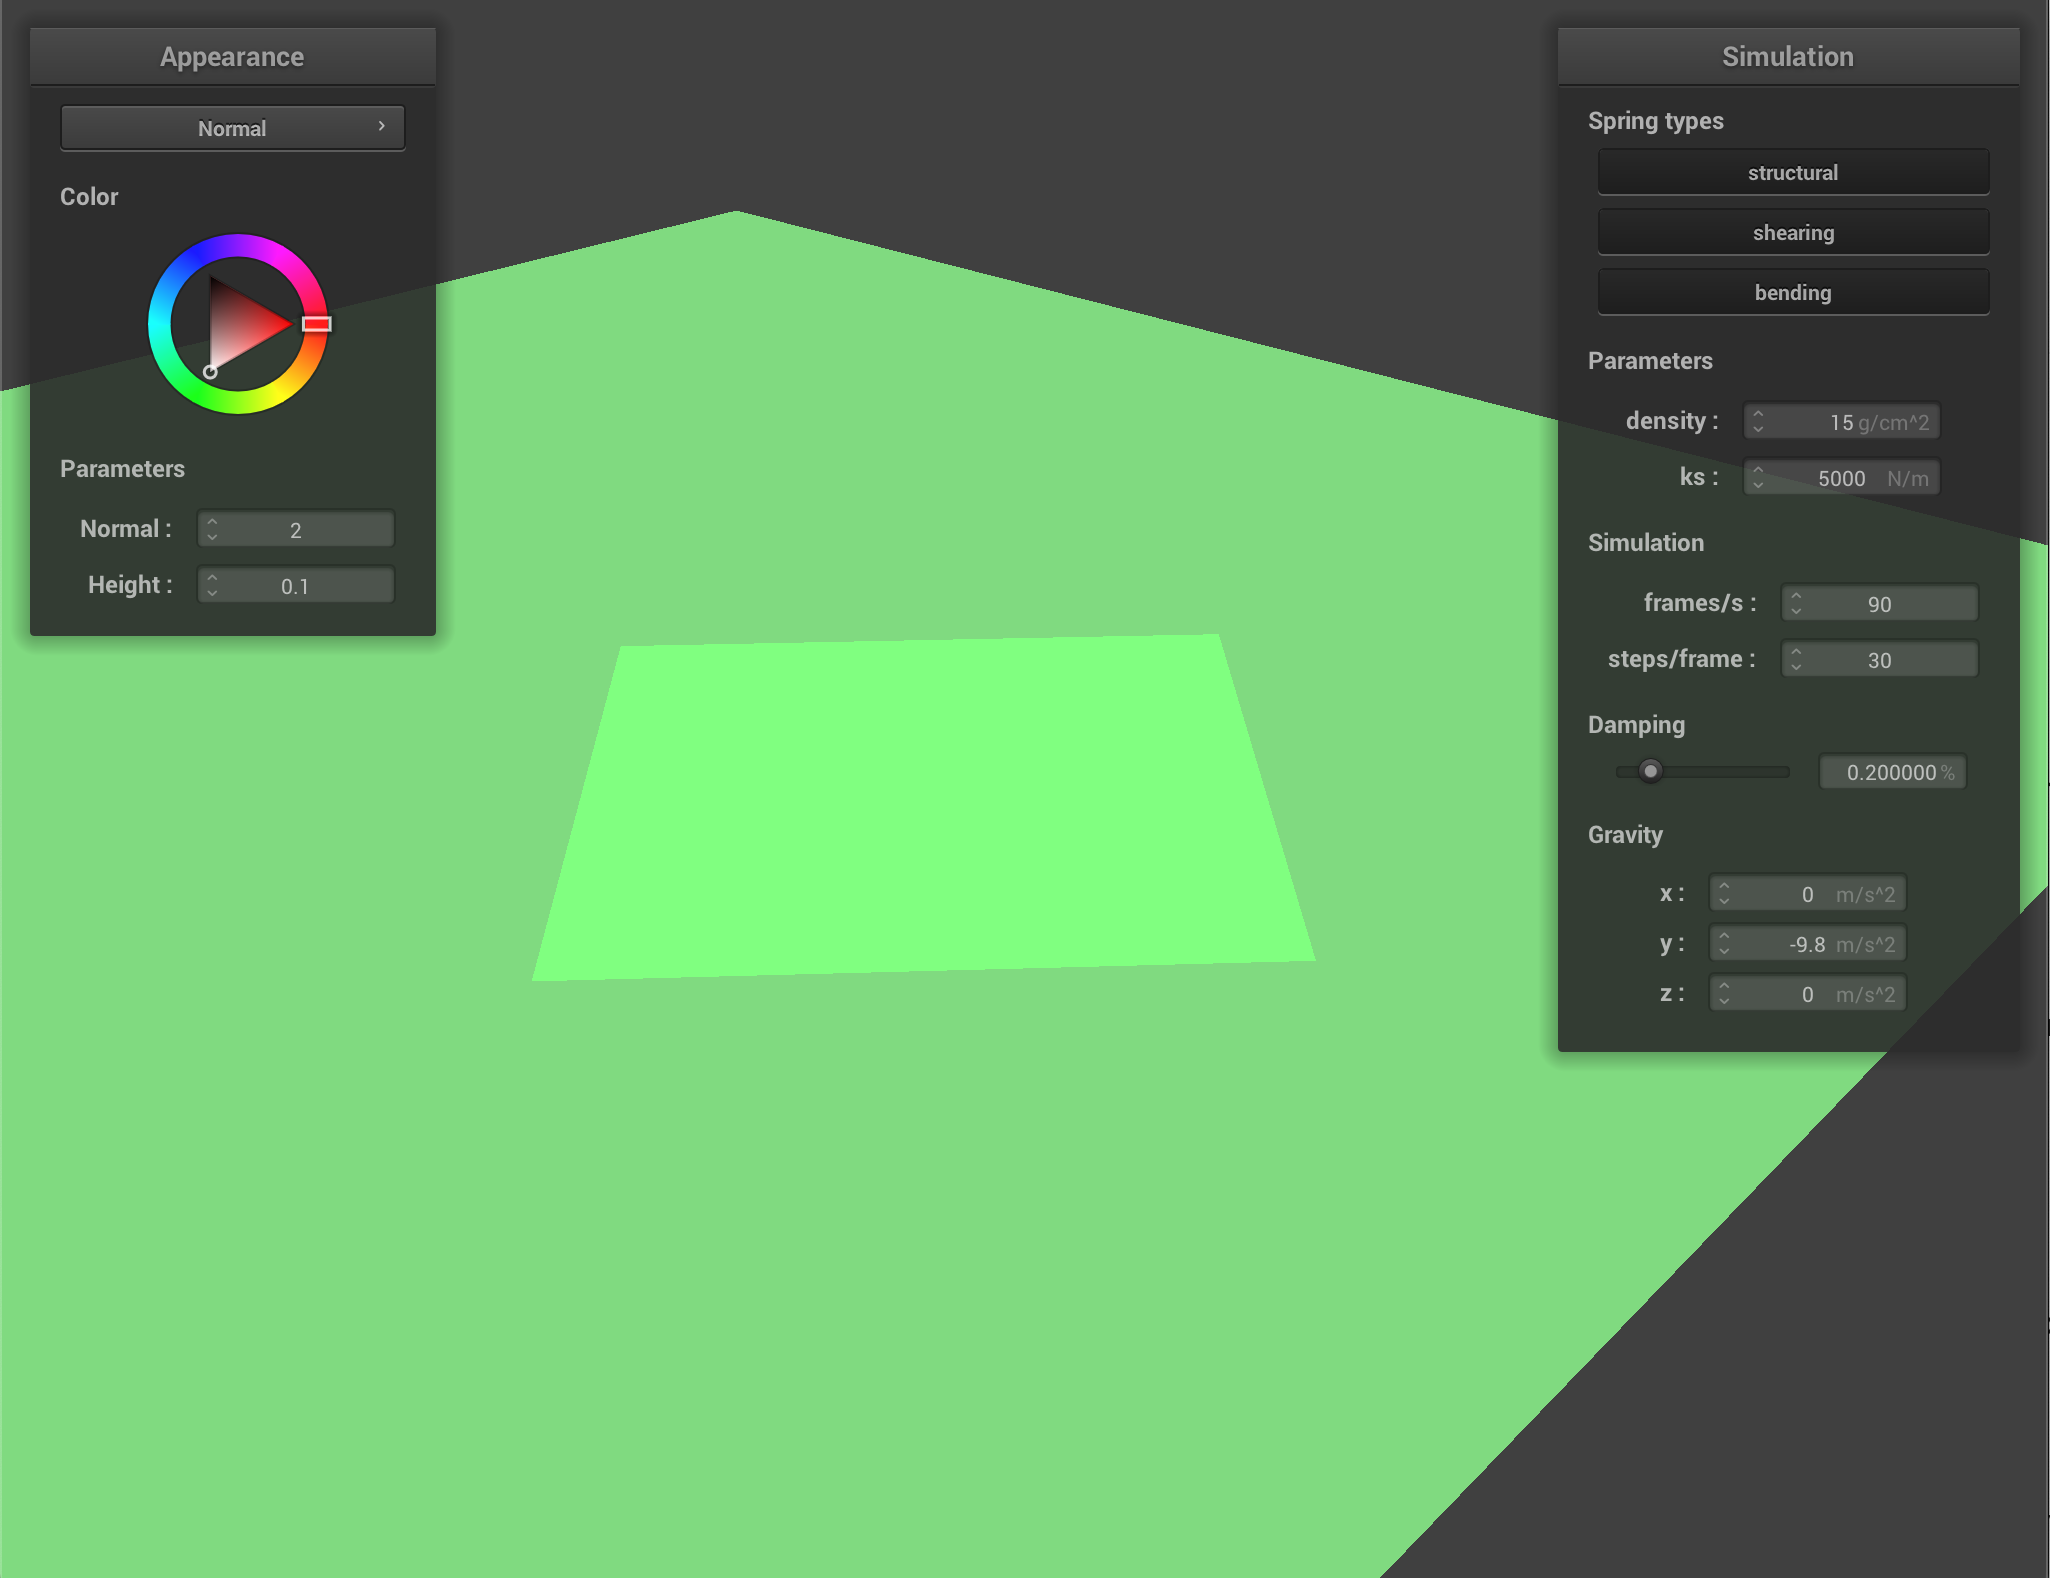 Appearance
Normal
Color
Parameters
Normal : 2
Height : 0.1
Simulation
Spring types
structural
shearing
bending
Parameters
density : 15 g/cm^2
ks : 5000 N/m
Simulation
frames/s : 90
steps/frame : 30
Damping
0.200000 %
Gravity
x : 0 m/s^2
y : -9.8 m/s^2
z : 0 m/s^2